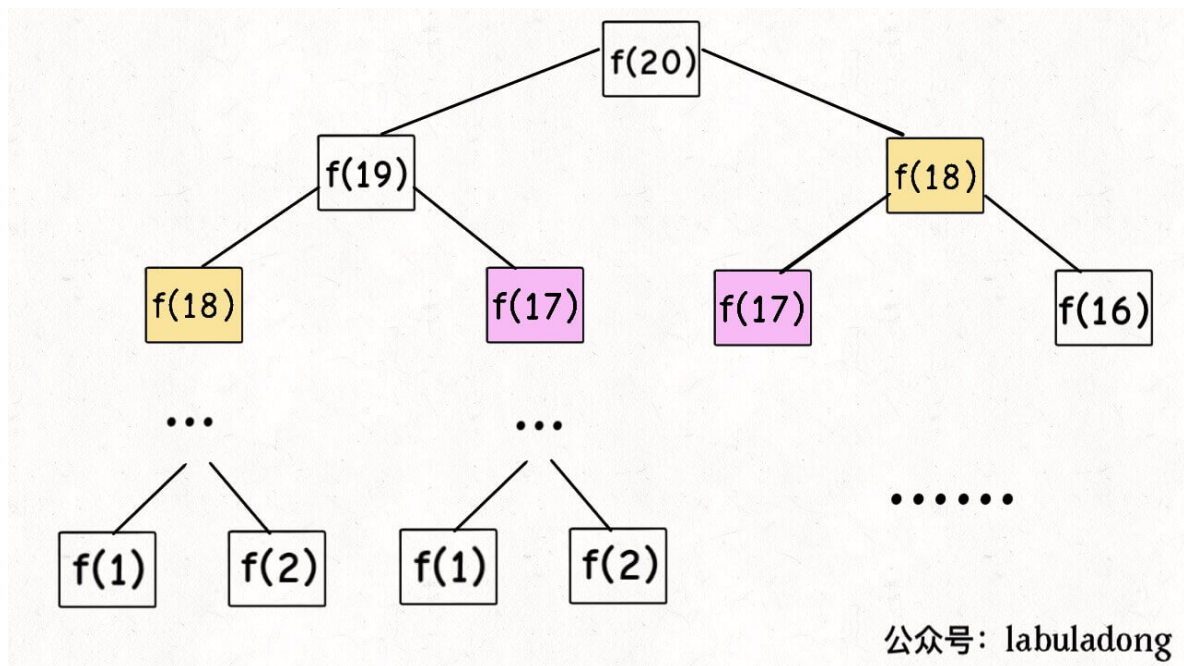 f(20)
f(19)
f(18)
f(18)
f(17)
f(17)
f(16)
...
...
......
f(1)
f(2)
f(1)
f(2)
公众号：labuladong